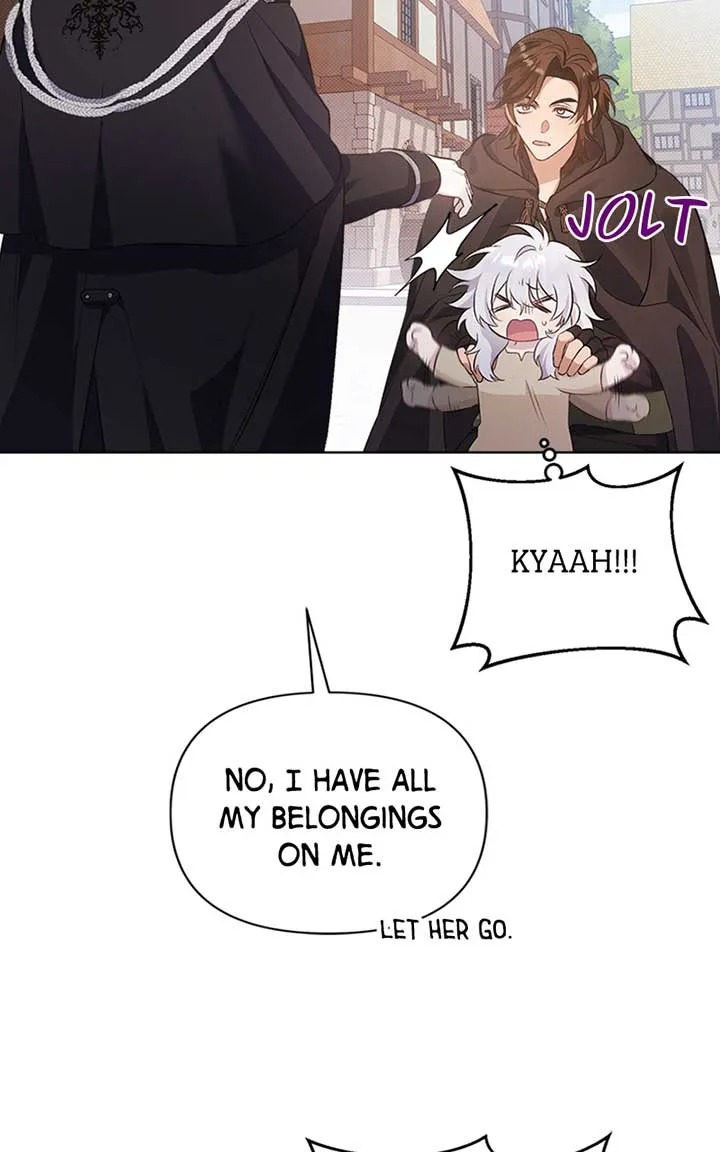 JOLT
KYAAH!!!
NO, I HAVE ALL
MY BELONGINGS
ON ME.
LET HER GO.